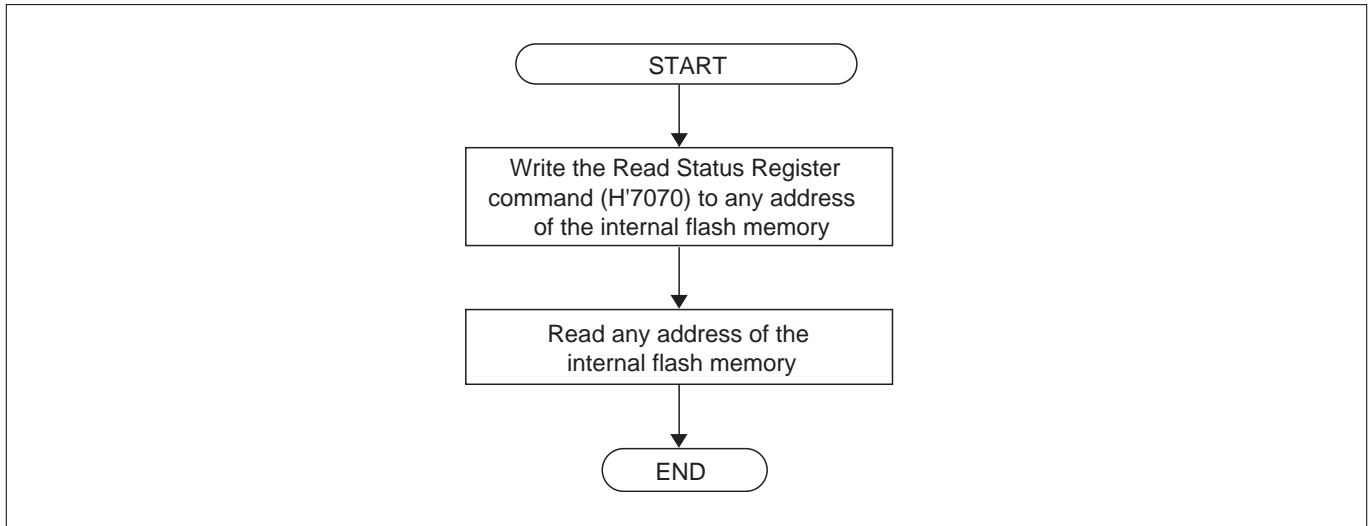 START
Write the Read Status Register
command (H'7070) to any address
of the internal flash memory
Read any address of the
internal flash memory
END